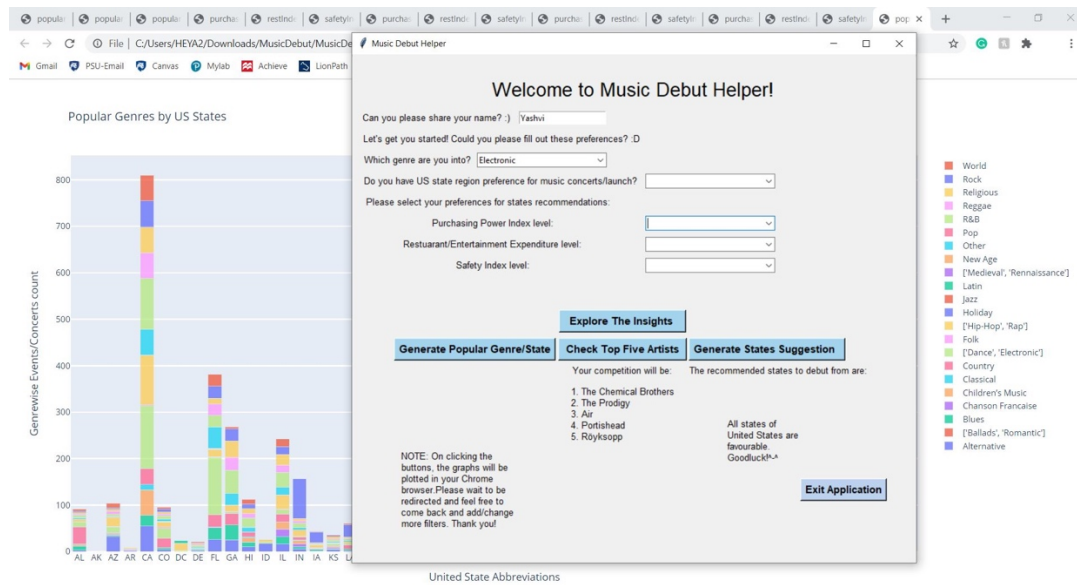 popular
popular
popular
purchas
restInde
safetyIn
purchas
restInde
safetyIn
purchas
restInde
safetyIn
purchas
restInde
safetyIn
pop
File
C:/Users/HEYA2/Downloads/MusicDebut/MusicDe
Gmail
PSU-Email
Canvas
Mylab
Achieve
LionPath
Music Debut Helper
Welcome to Music Debut Helper!
Can you please share your name? :) Yashvi
Let's get you started! Could you please fill out these preferences? :D
Which genre are you into? Electronic
Do you have US state region preference for music concerts/launch?
Please select your preferences for states recommendations:
Purchasing Power Index level:
Restuarant/Entertainment Expenditure level:
Safety Index level:
Explore The Insights
Generate Popular Genre/State
Check Top Five Artists
Generate States Suggestion
Your competition will be:
1. The Chemical Brothers
2. The Prodigy
3. Air
4. Portishead
5. Röyksopp
The recommended states to debut from are:
All states of
United States are
favourable.
Goodluck!^-^
NOTE: On clicking the
buttons, the graphs will be
plotted in your Chrome
browser.Please wait to be
redirected and feel free to
come back and add/change
more filters. Thank you!
Exit Application
Popular Genres by US States
Genrewise Events/Concerts count
800
700
600
500
400
300
200
100
0
AL AK AZ AR CA CO DC DE FL GA HI ID IL IN IA KS
United State Abbreviations
World
Rock
Religious
Reggae
R&B
Pop
Other
New Age
['Medieval', 'Rennaissance']
Latin
Jazz
Holiday
['Hip-Hop', 'Rap']
Folk
['Dance', 'Electronic']
Country
Classical
Children's Music
Chanson Francaise
Blues
['Ballads', 'Romantic']
Alternative